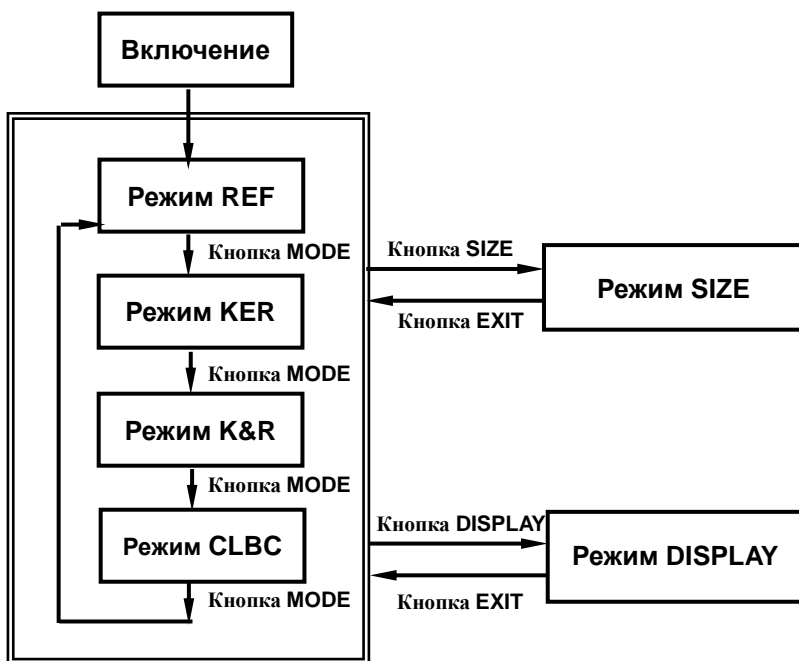 Включение
Режим REF
Кнопка MODE
Кнопка SIZE
Режим SIZE
Режим KER
Кнопка EXIT
Кнопка MODE
Режим K&R
Кнопка MODE
Кнопка DISPLAY
Режим CLBC
Режим DISPLAY
Кнопка MODE
Кнопка EXIT